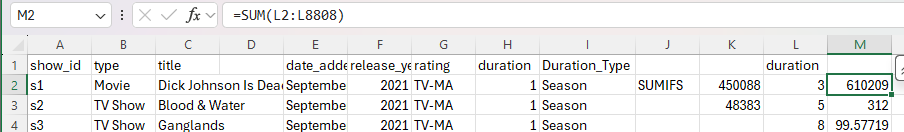 M2 fx =SUM(L2:L8808)
A B C D E F G H I J K L M
1 show_id type title date_adde release_ye rating duration Duration_Type duration
2 s1 Movie Dick Johnson Is Dea Septembe 2021 TV-MA 1 Season SUMIFS 450088 3 610209
3 s2 TV Show Blood & Water Septembe 2021 TV-MA 1 Season 48383 5 312
4 s3 TV Show Ganglands Septembe 2021 TV-MA 1 Season 8 99.57719